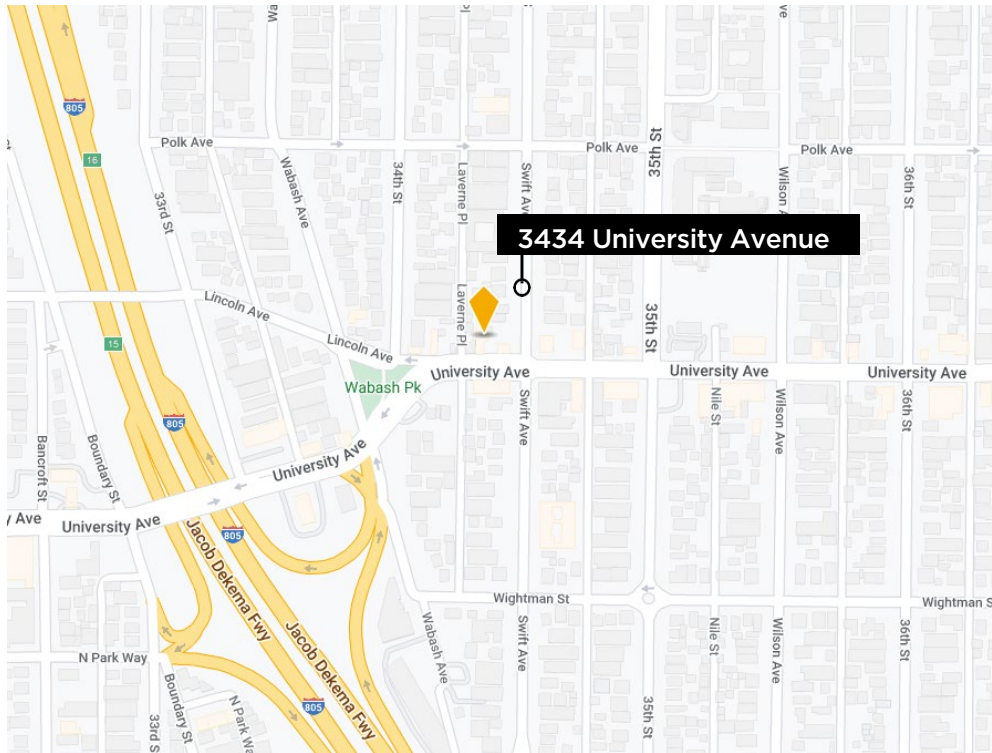 Wa
805
Polk Ave
Polk Ave
Polk Ave
35th St
16
33rd St
Wabash Ave
34th St
Laverne Pl
Swift Ave
Wilson A
36th St
3434 University Avenue
Laverne Pl
Lincoln Ave
Lincoln Ave
35th St
15
University Ave
University Ave
University Ave
Wabash Pk
Swift Ave
Nile St
Wilson Ave
36th St
805
Bancroft St
Boundary St
University Ave
y Ave
University Ave
805
Jacob Dekema Fwy
Jacob Dekema Fwy
Wightman St
Wightman S
N Park Way
Boundary St
Wabash Ave
Swift Ave
Nile St
Wilson Ave
36th St
35th St
33rd S
N Park Wa
805